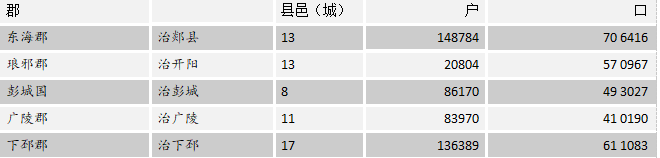 郡 县邑（城） 户 口
东海郡 治郯县 13 148784 70 6416
琅邪郡 治开阳 13 20804 57 0967
彭城国 治彭城 8 86170 49 3027
广陵郡 治广陵 11 83970 41 0190
下邳郡 治下邳 17 136389 61 1083